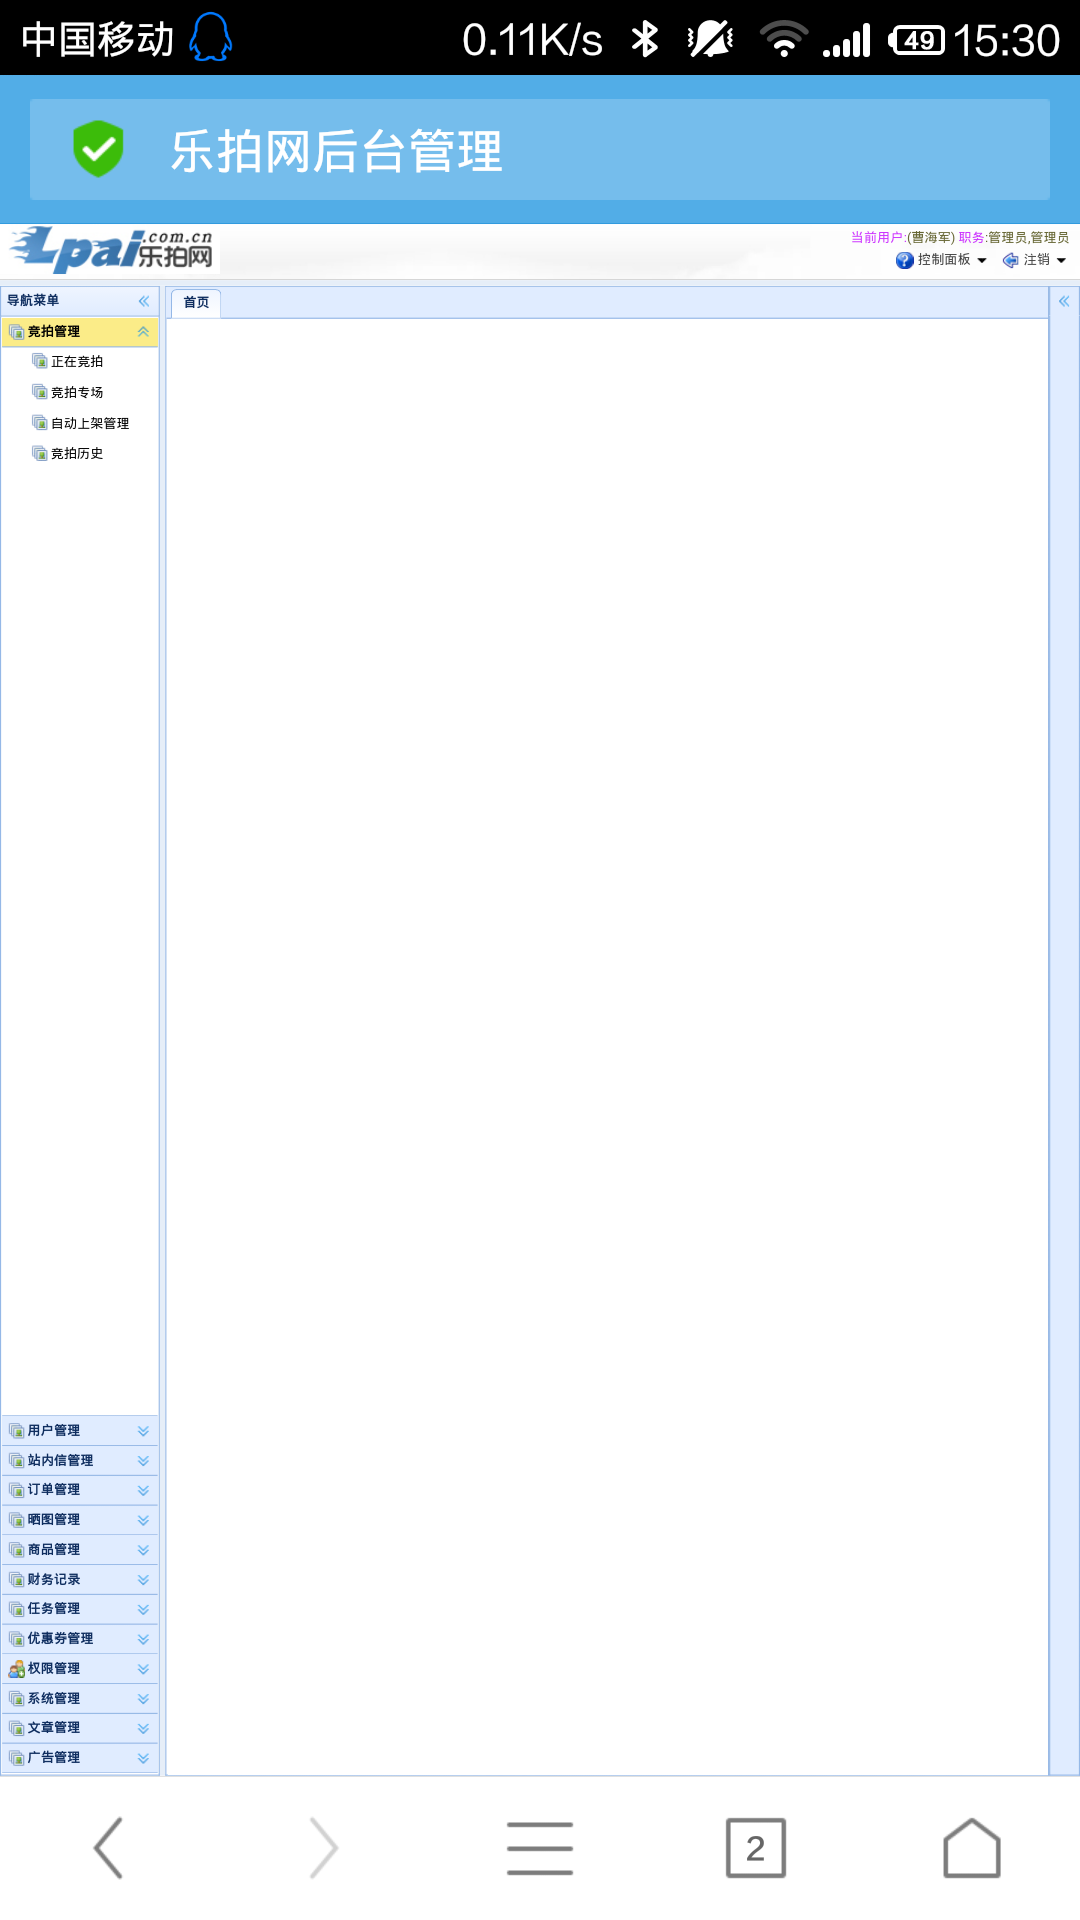 中国移动 0.11K/s 49 15:30
乐拍网后台管理
Lpai.com.cn 乐拍网
当前用户:(曹海军) 职务:管理员,管理员
控制面板 注销
导航菜单 首页
竞拍管理
正在竞拍
竞拍专场
自动上架管理
竞拍历史
用户管理
站内信管理
订单管理
晒图管理
商品管理
财务记录
任务管理
优惠券管理
权限管理
系统管理
文章管理
广告管理
2